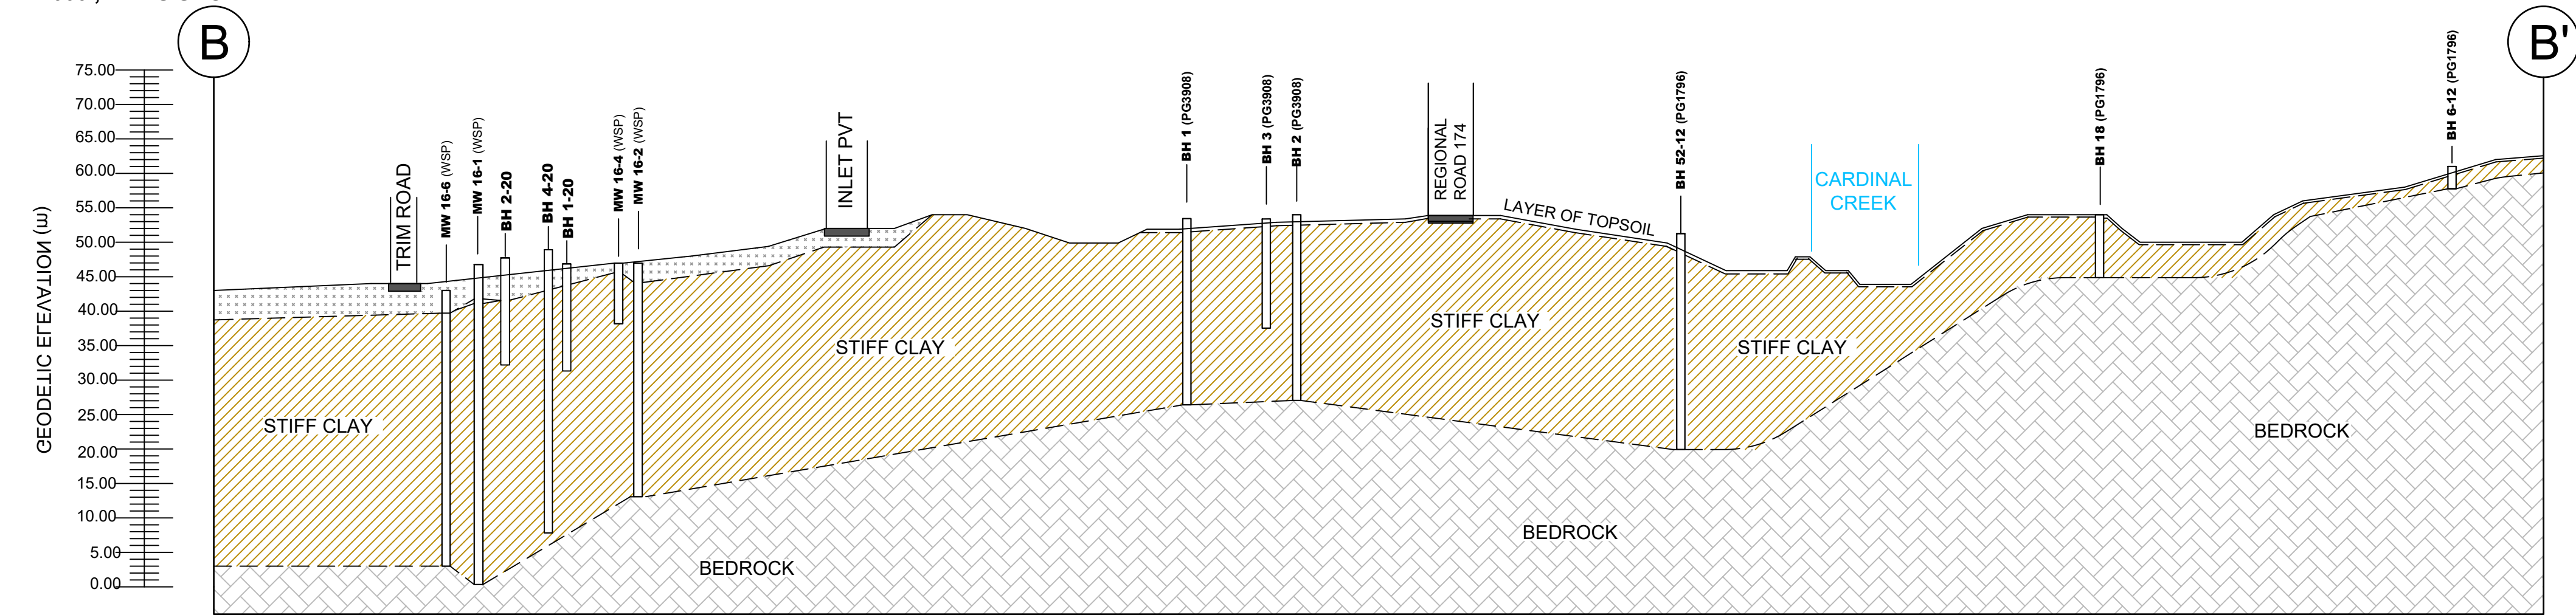 B
B'
75.00
70.00
65.00
60.00
55.00
50.00
45.00
40.00
35.00
30.00
25.00
20.00
15.00
10.00
5.00
0.00
GEODETIC ELEVATION (m)
TRIM ROAD
MW 16-6 (WSP)
MW 16-1 (WSP)
BH 2-20
BH 4-20
BH 1-20
MW 16-4 (WSP)
MW 16-2 (WSP)
INLET PVT
BH 1 (PG3908)
BH 3 (PG3908)
BH 2 (PG3908)
REGIONAL
ROAD 174
LAYER OF TOPSOIL
BH 52-12 (PG1796)
CARDINAL
CREEK
BH 18 (PG1796)
BH 6-12 (PG1796)
STIFF CLAY
STIFF CLAY
STIFF CLAY
STIFF CLAY
BEDROCK
BEDROCK
BEDROCK